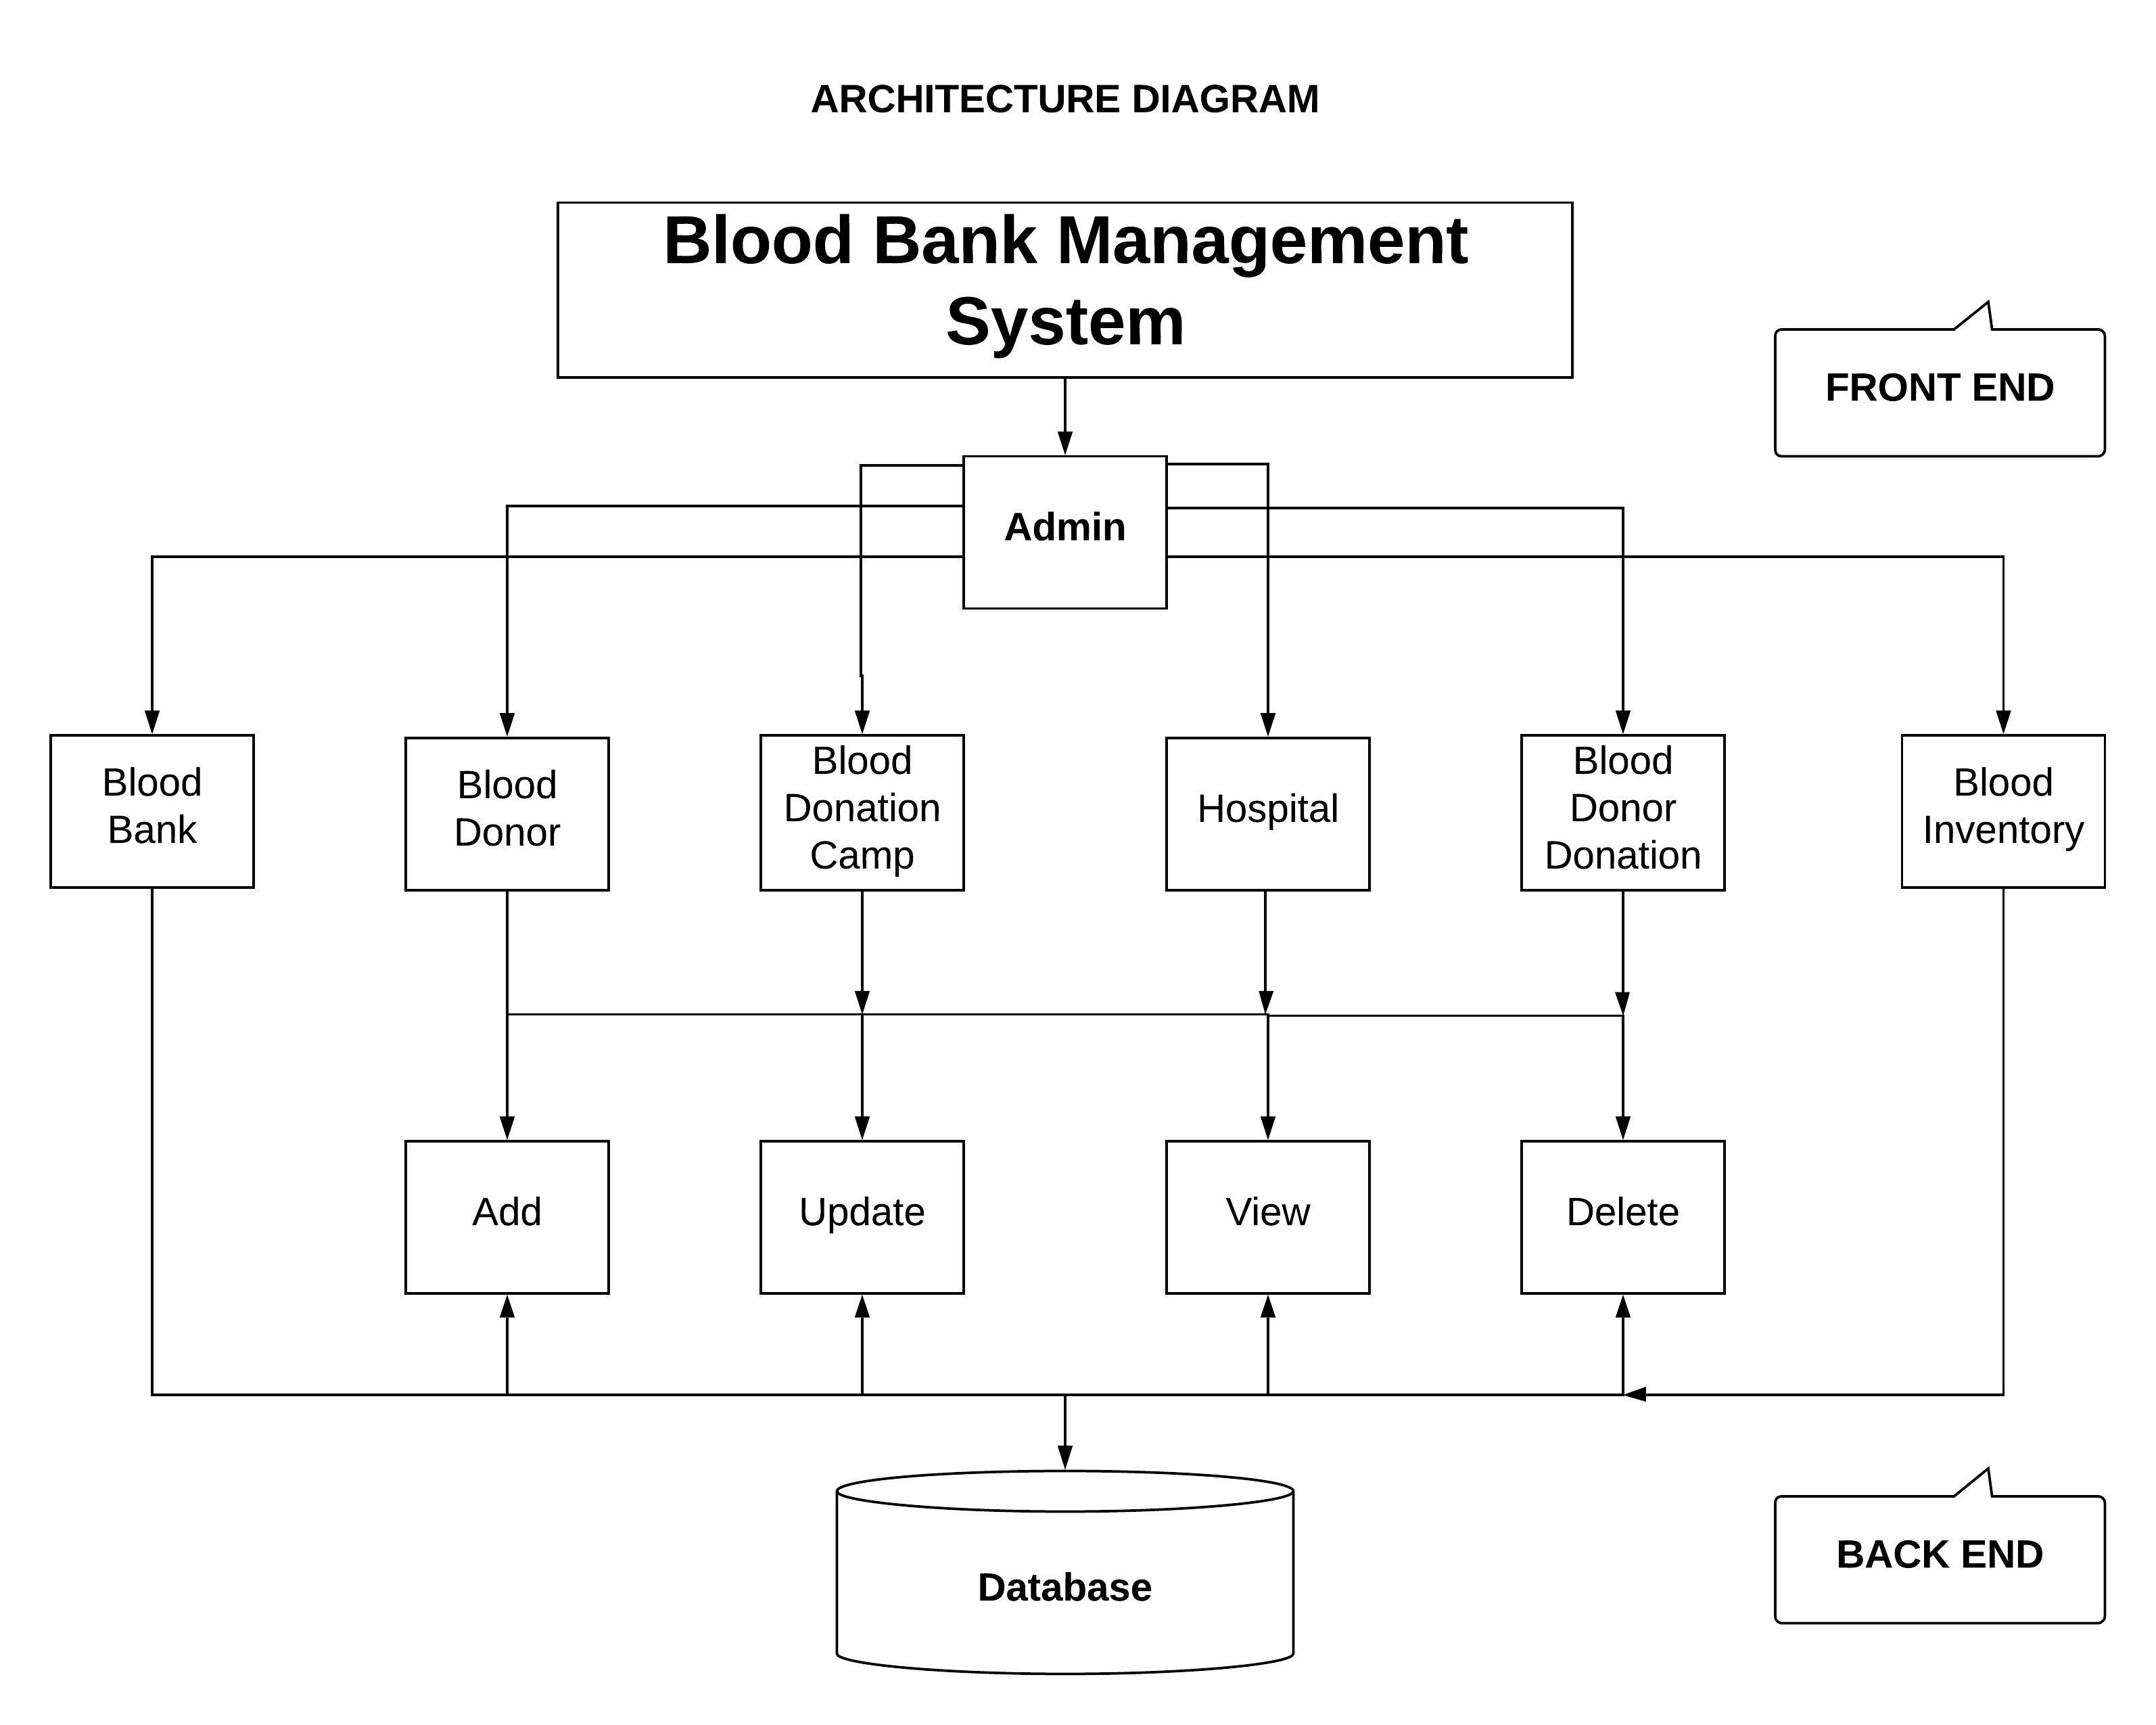 ARCHITECTURE DIAGRAM
Blood Bank Management
System
FRONT END
Admin
Blood
Bank
Blood
Donor
Blood
Donation
Camp
Hospital
Blood
Donor
Donation
Blood
Inventory
Add
Update
View
Delete
Database
BACK END